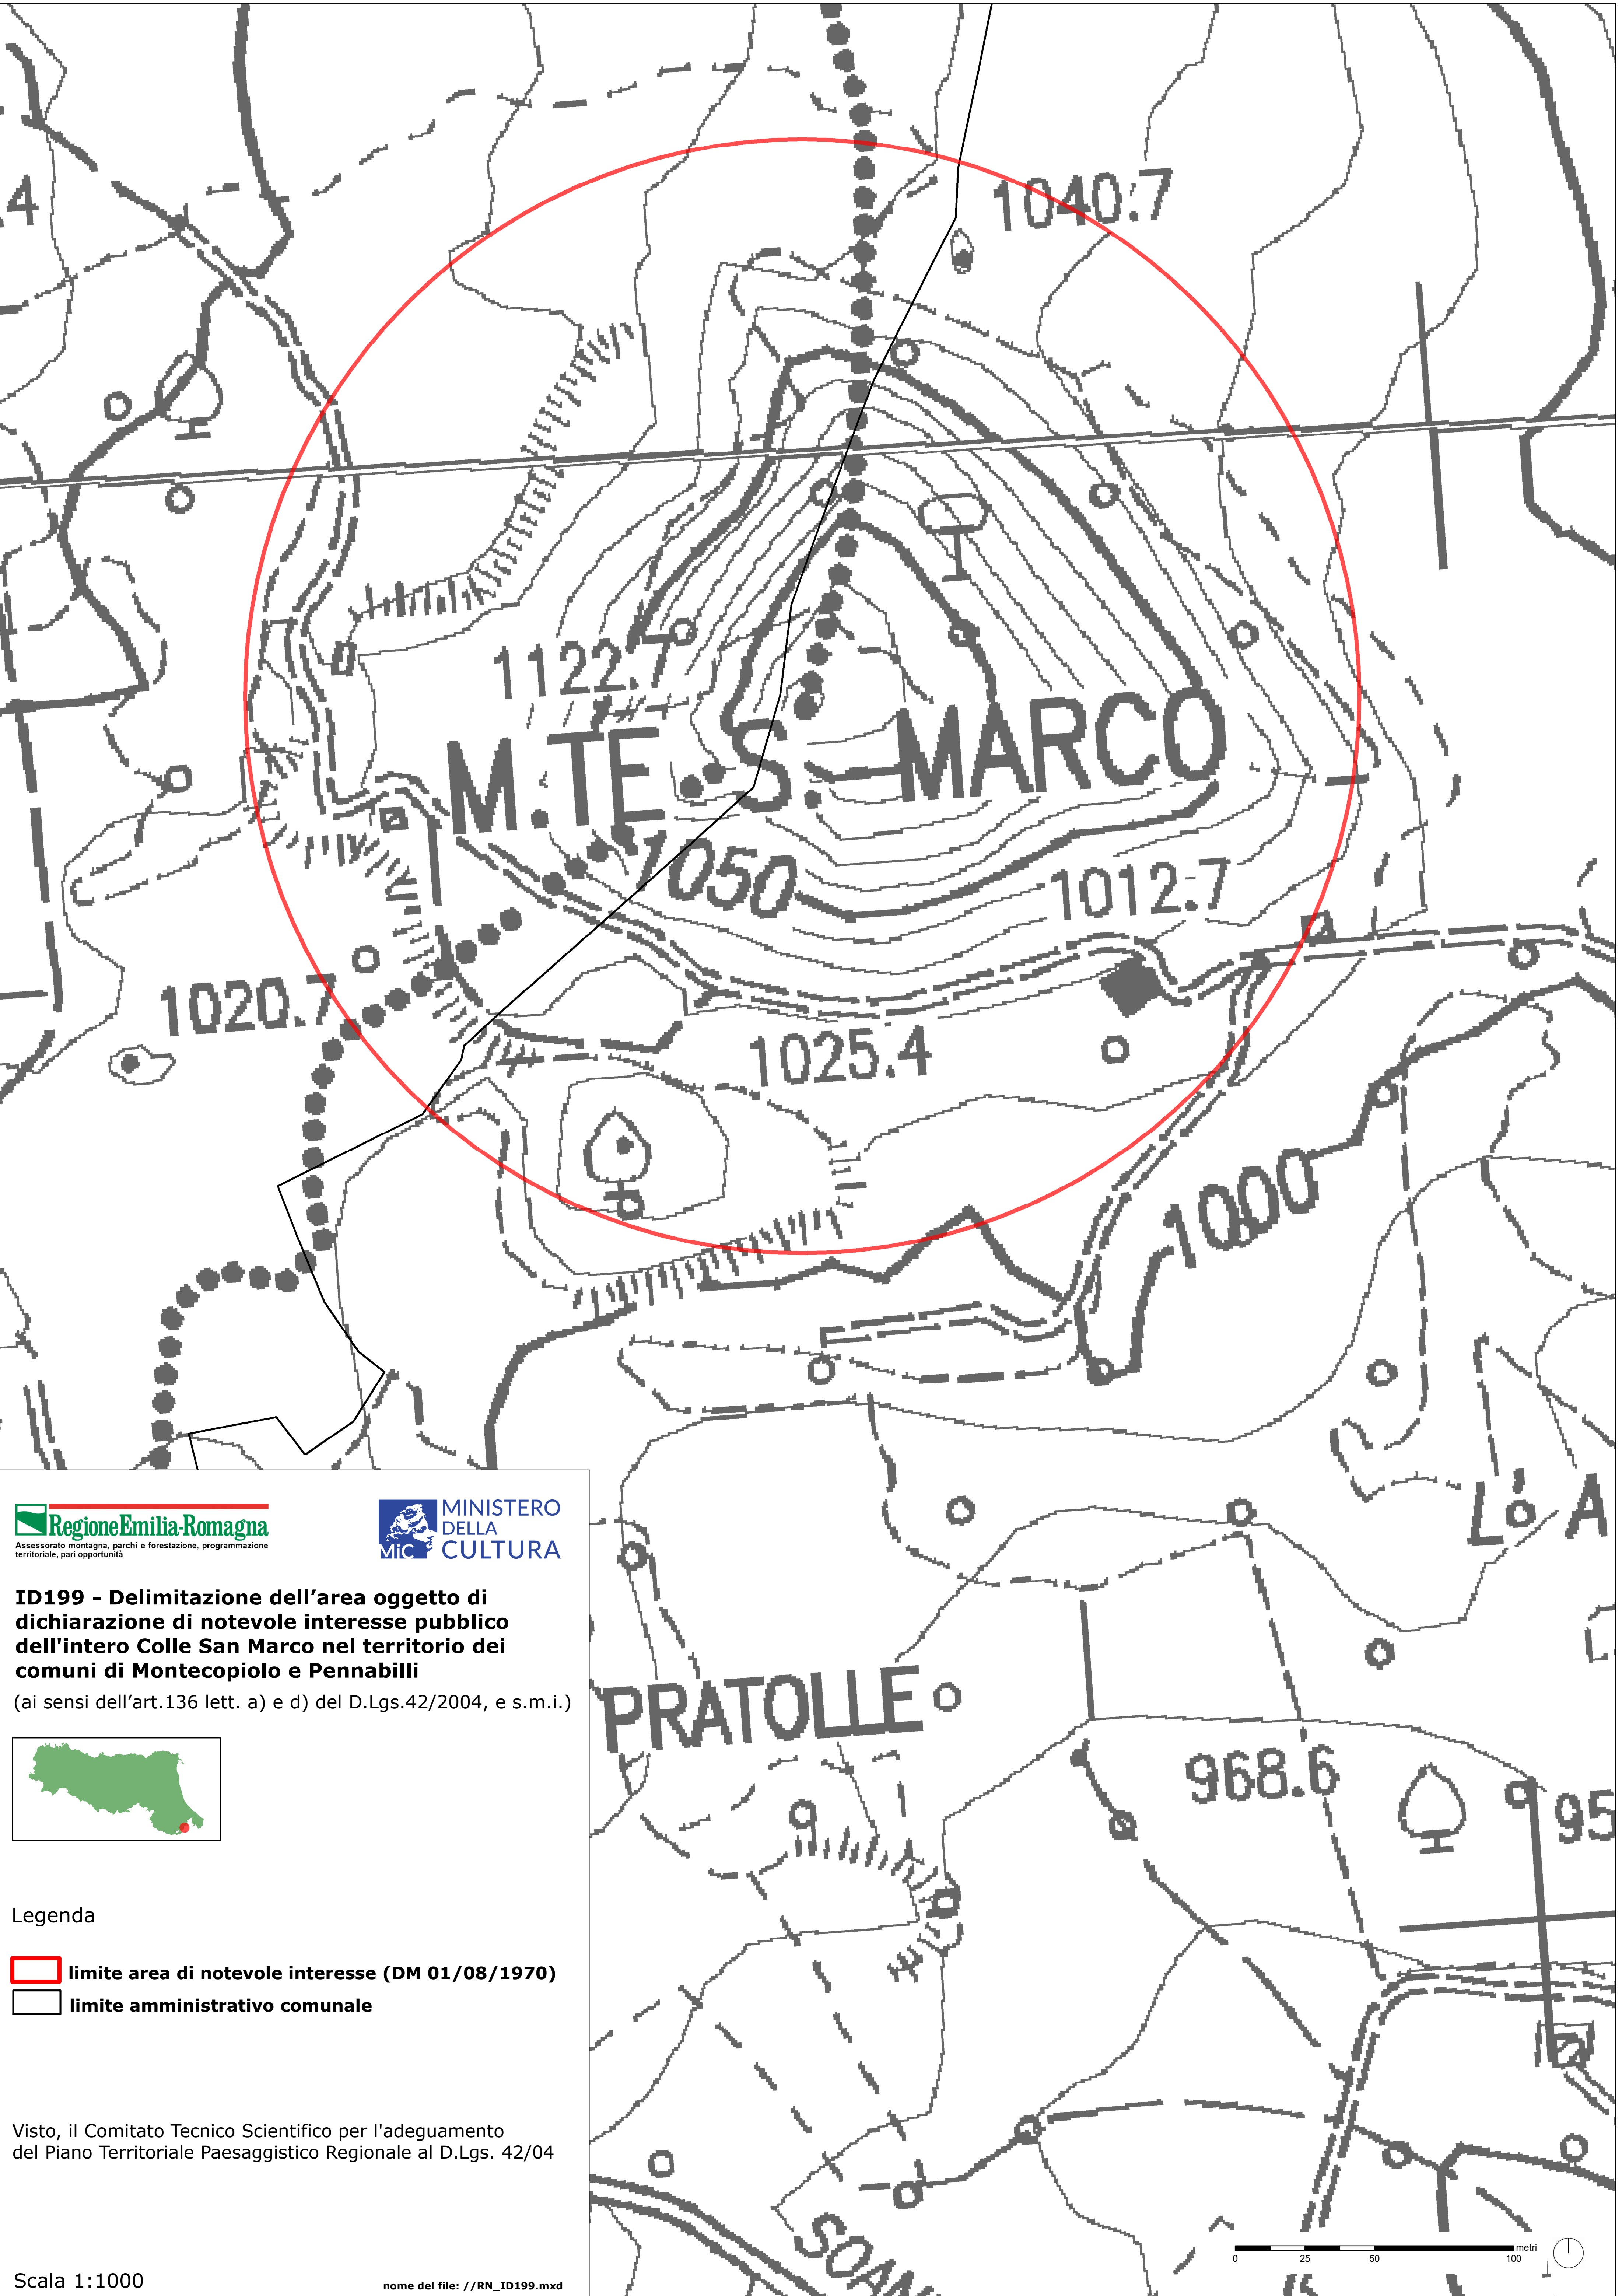 .4
1040.7
1122.7
M.TE S. MARCO
1050
1012.7
1020.7
1025.4
1000
Lo A
PRATOLLE
968.6
95
SOAN
RegioneEmilia-Romagna
Assessorato montagna, parchi e forestazione, programmazione
territoriale, pari opportunità
MiC
MINISTERO
DELLA
CULTURA
ID199 - Delimitazione dell’area oggetto di
dichiarazione di notevole interesse pubblico
dell'intero Colle San Marco nel territorio dei
comuni di Montecopiolo e Pennabilli
(ai sensi dell’art.136 lett. a) e d) del D.Lgs.42/2004, e s.m.i.)
Legenda
limite area di notevole interesse (DM 01/08/1970)
limite amministrativo comunale
Visto, il Comitato Tecnico Scientifico per l'adeguamento
del Piano Territoriale Paesaggistico Regionale al D.Lgs. 42/04
Scala 1:1000
nome del file: //RN_ID199.mxd
metri
0 25 50 100